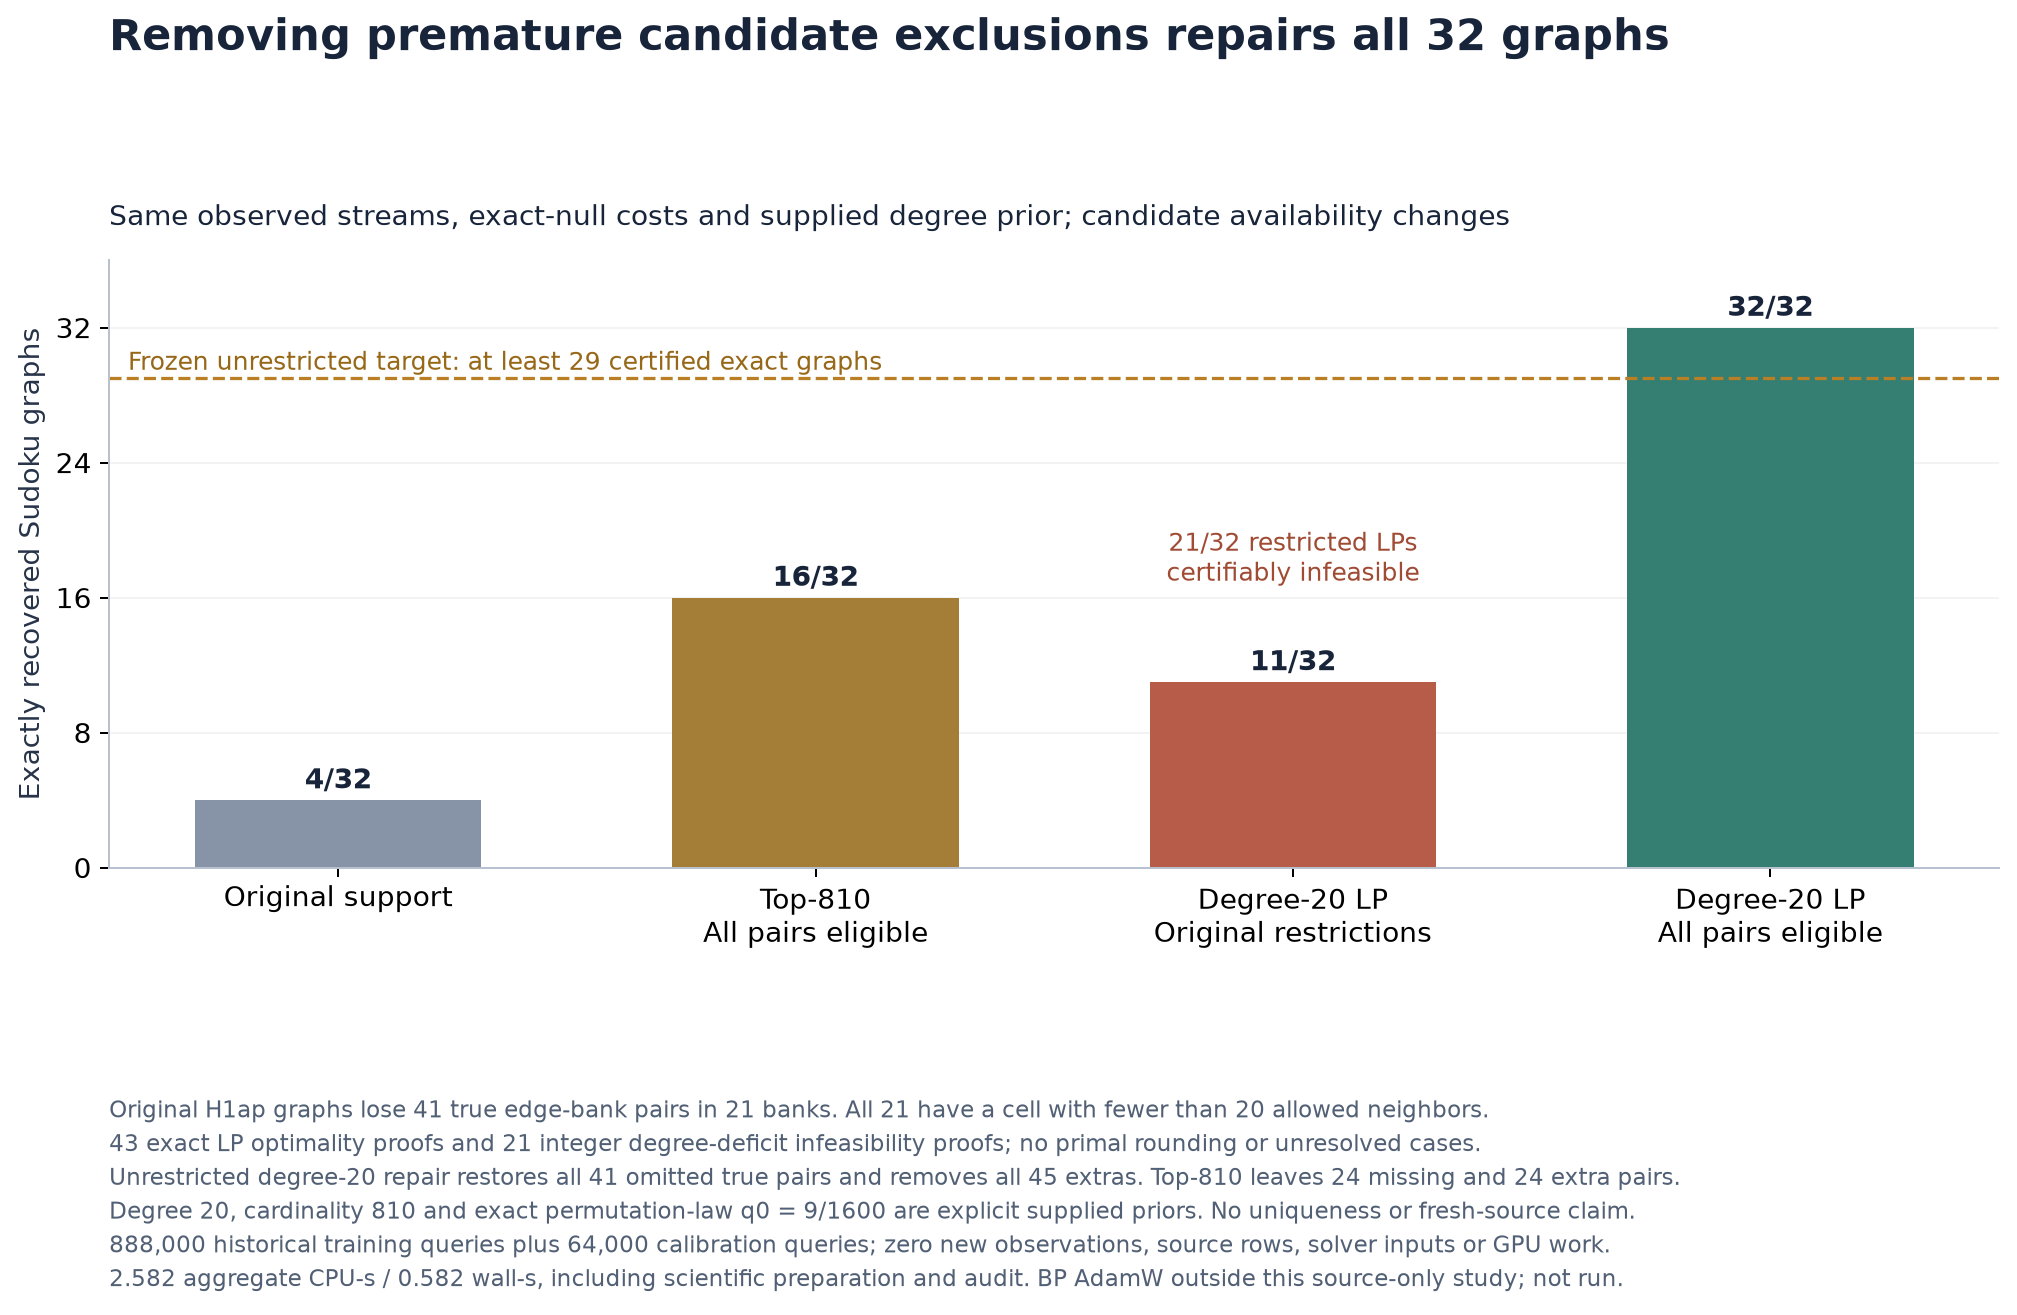 Removing premature candidate exclusions repairs all 32 graphs
Same observed streams, exact-null costs and supplied degree prior; candidate availability changes
Exactly recovered Sudoku graphs
32
24
16
8
0
Frozen unrestricted target: at least 29 certified exact graphs
4/32
16/32
21/32 restricted LPs
certifiably infeasible
11/32
32/32
Original support
Top-810
All pairs eligible
Degree-20 LP
Original restrictions
Degree-20 LP
All pairs eligible
Original H1ap graphs lose 41 true edge-bank pairs in 21 banks. All 21 have a cell with fewer than 20 allowed neighbors.
43 exact LP optimality proofs and 21 integer degree-deficit infeasibility proofs; no primal rounding or unresolved cases.
Unrestricted degree-20 repair restores all 41 omitted true pairs and removes all 45 extras. Top-810 leaves 24 missing and 24 extra pairs.
Degree 20, cardinality 810 and exact permutation-law q0 = 9/1600 are explicit supplied priors. No uniqueness or fresh-source claim.
888,000 historical training queries plus 64,000 calibration queries; zero new observations, source rows, solver inputs or GPU work.
2.582 aggregate CPU-s / 0.582 wall-s, including scientific preparation and audit. BP AdamW outside this source-only study; not run.